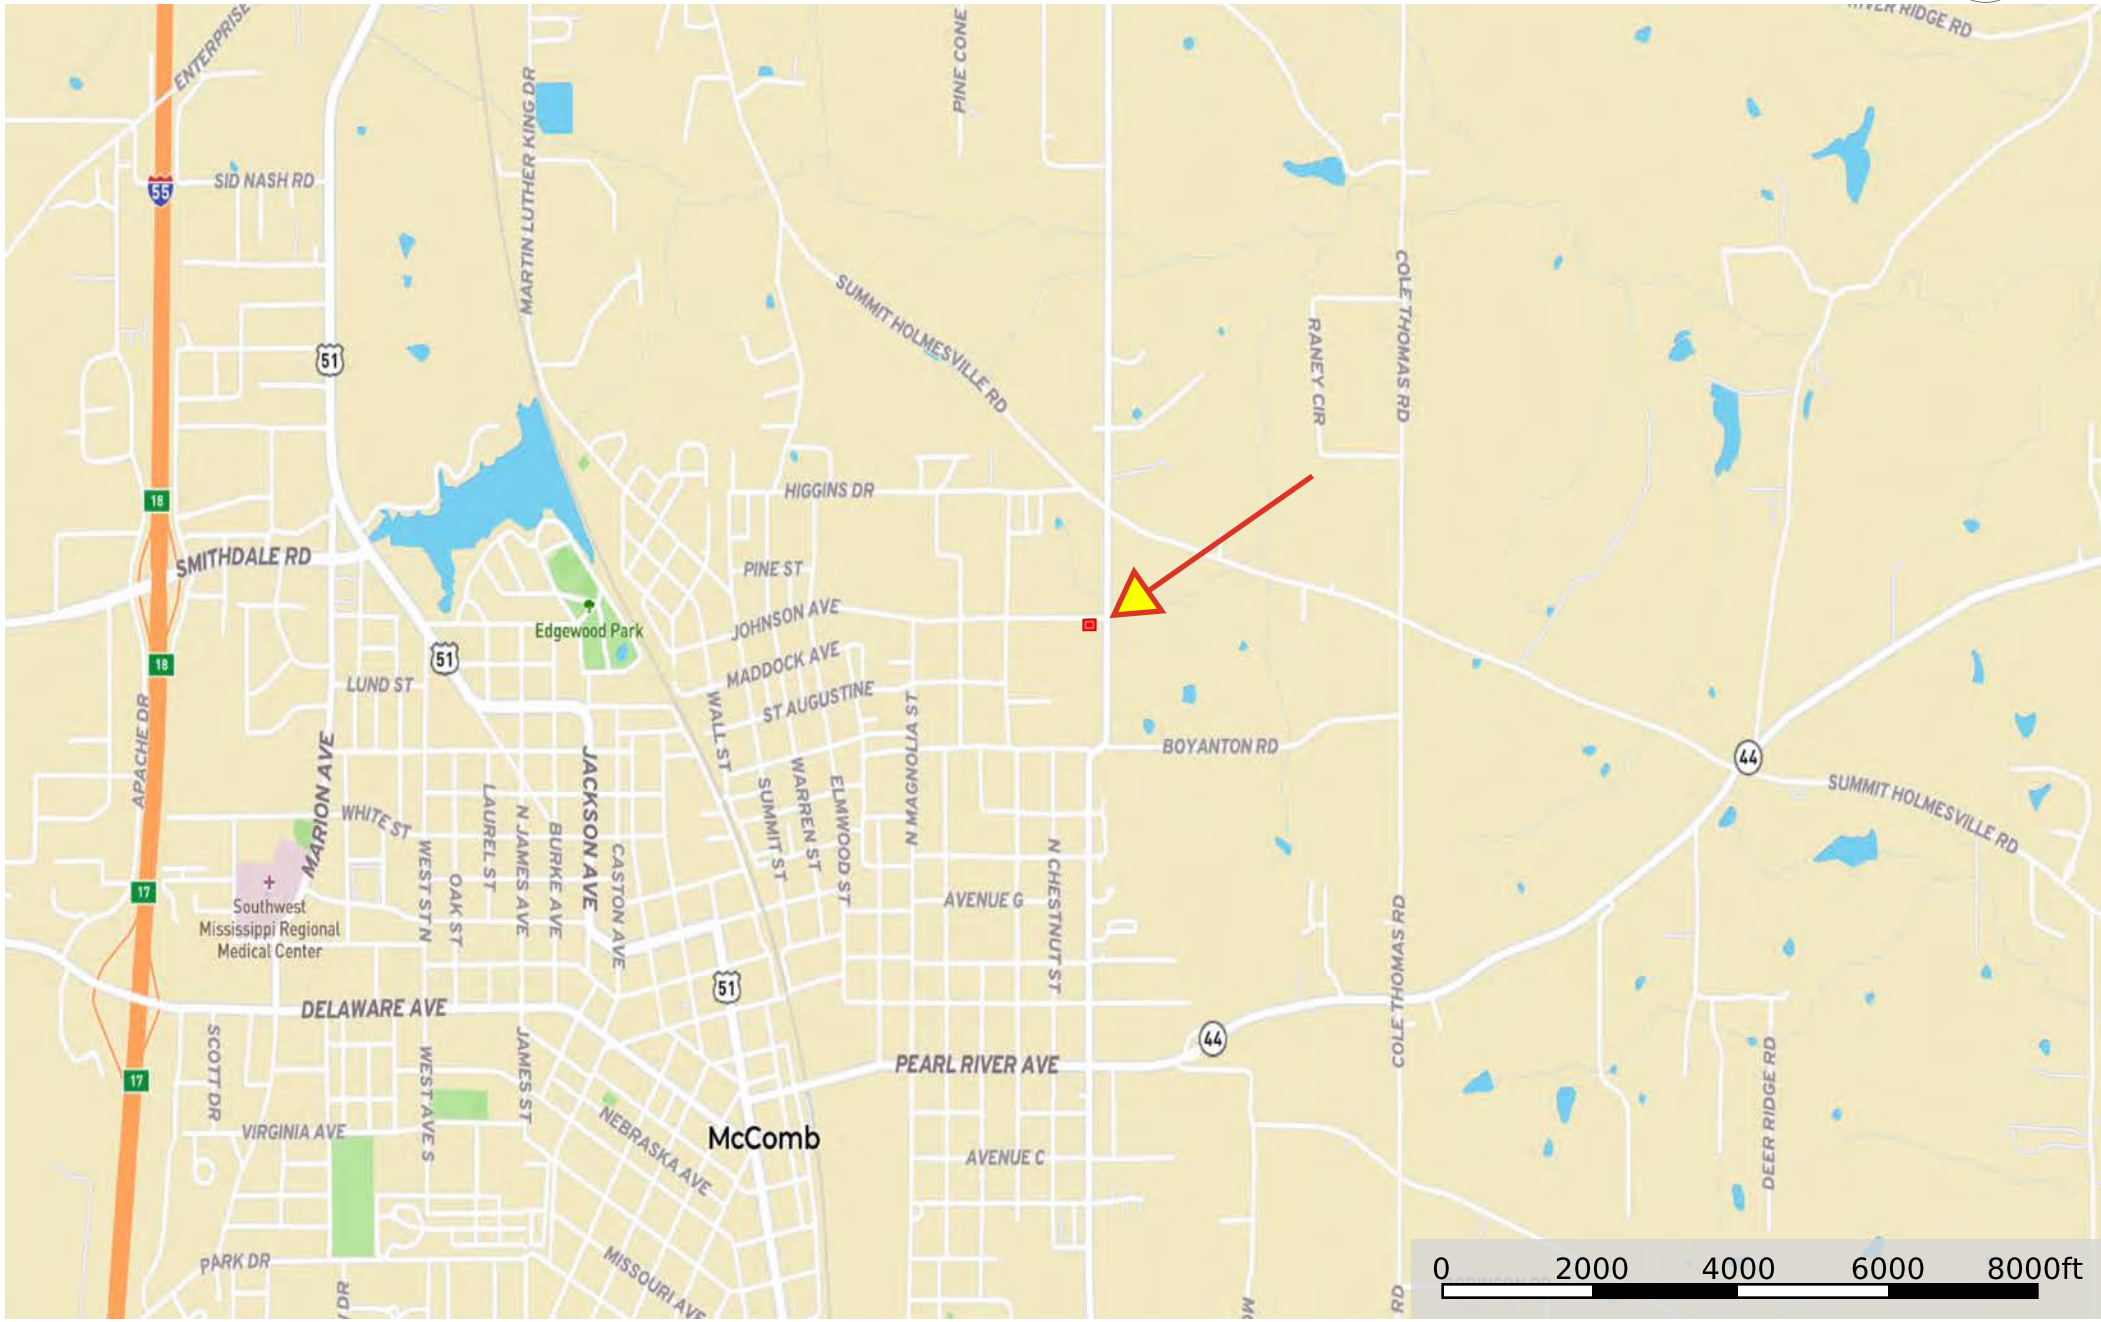 RIVER RIDGE RD
ENTERPRISE
PINE CONE
MARTIN LUTHER KING DR
SID NASH RD
55
COLE THOMAS RD
SUMMIT HOLMESVILLE RD
RANEY CIR
51
HIGGINS DR
18
SMITHDALE RD
PINE ST
JOHNSON AVE
Edgewood Park
MADDOCK AVE
51
18
LUND ST
ST AUGUSTINE
WALL ST
N MAGNOLIA ST
APACHE DR
MARION AVE
JACKSON AVE
BOYANTON RD
44
WARREN ST
SUMMIT ST
ELMWOOD ST
LAUREL ST
WHITE ST
N JAMES AVE
BURKE AVE
SUMMIT HOLMESVILLE RD
WEST ST N
OAK ST
CASTON AVE
N CHESTNUT ST
17
AVENUE G
COLE THOMAS RD
Southwest
Mississippi Regional
Medical Center
51
DELAWARE AVE
44
SCOTT DR
JAMES ST
WEST AVE S
PEARL RIVER AVE
DEER RIDGE RD
17
NEBRASKA AVE
VIRGINIA AVE
McComb
AVENUE C
PARK DR
MISSOURI AVE
DR
RD
ROBINSON RD
0 2000 4000 6000 8000ft